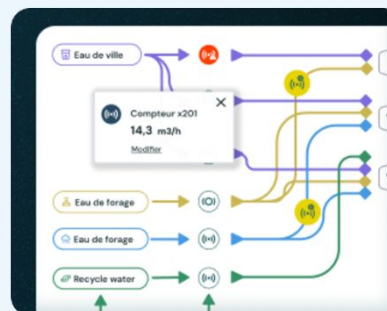 Eau de ville
Compteur x201
14,3 m3/h
Modifier
Eau de forage
Eau de forage
Recycle water